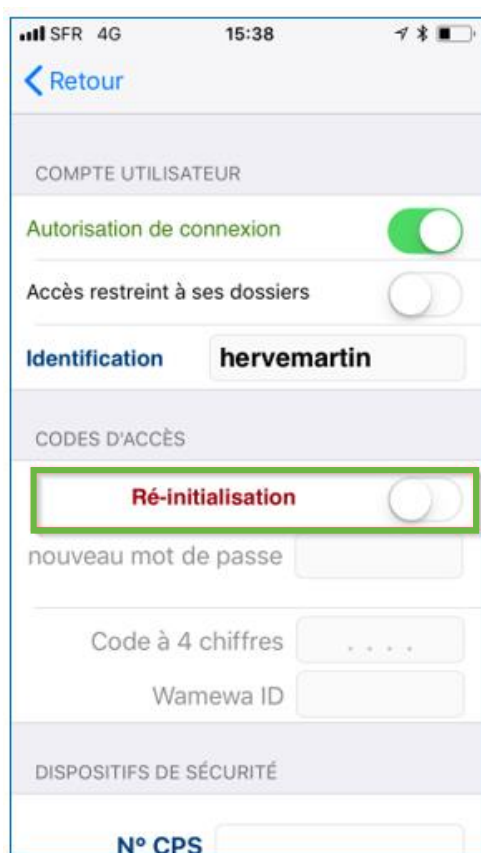 SFR 4G 15:38
Retour
COMPTE UTILISATEUR
Autorisation de connexion
Accès restreint à ses dossiers
Identification hervemartin
CODES D'ACCÈS
Ré-initialisation
nouveau mot de passe
Code à 4 chiffres . . . .
Wamewa ID
DISPOSITIFS DE SÉCURITÉ
N° CPS